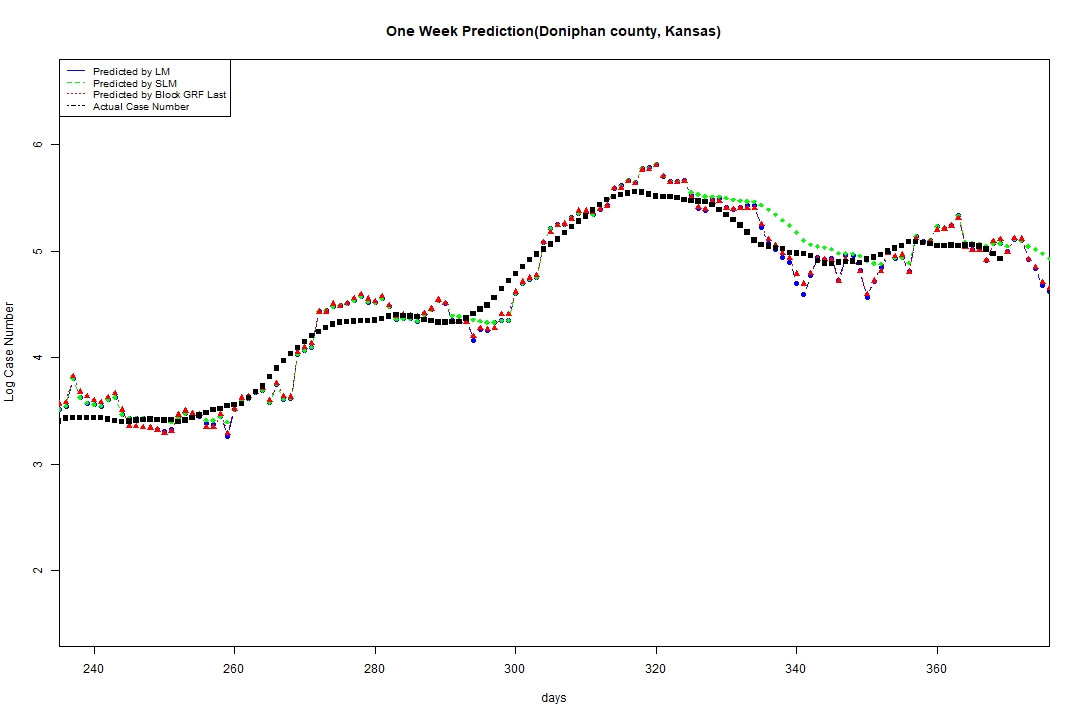 One Week Prediction(Doniphan county, Kansas)
Predicted by LM
Predicted by SLM
Predicted by Block GRF Last
Actual Case Number
6
5
4
3
2
Log Case Number
240 260 280 300 320 340 360
days